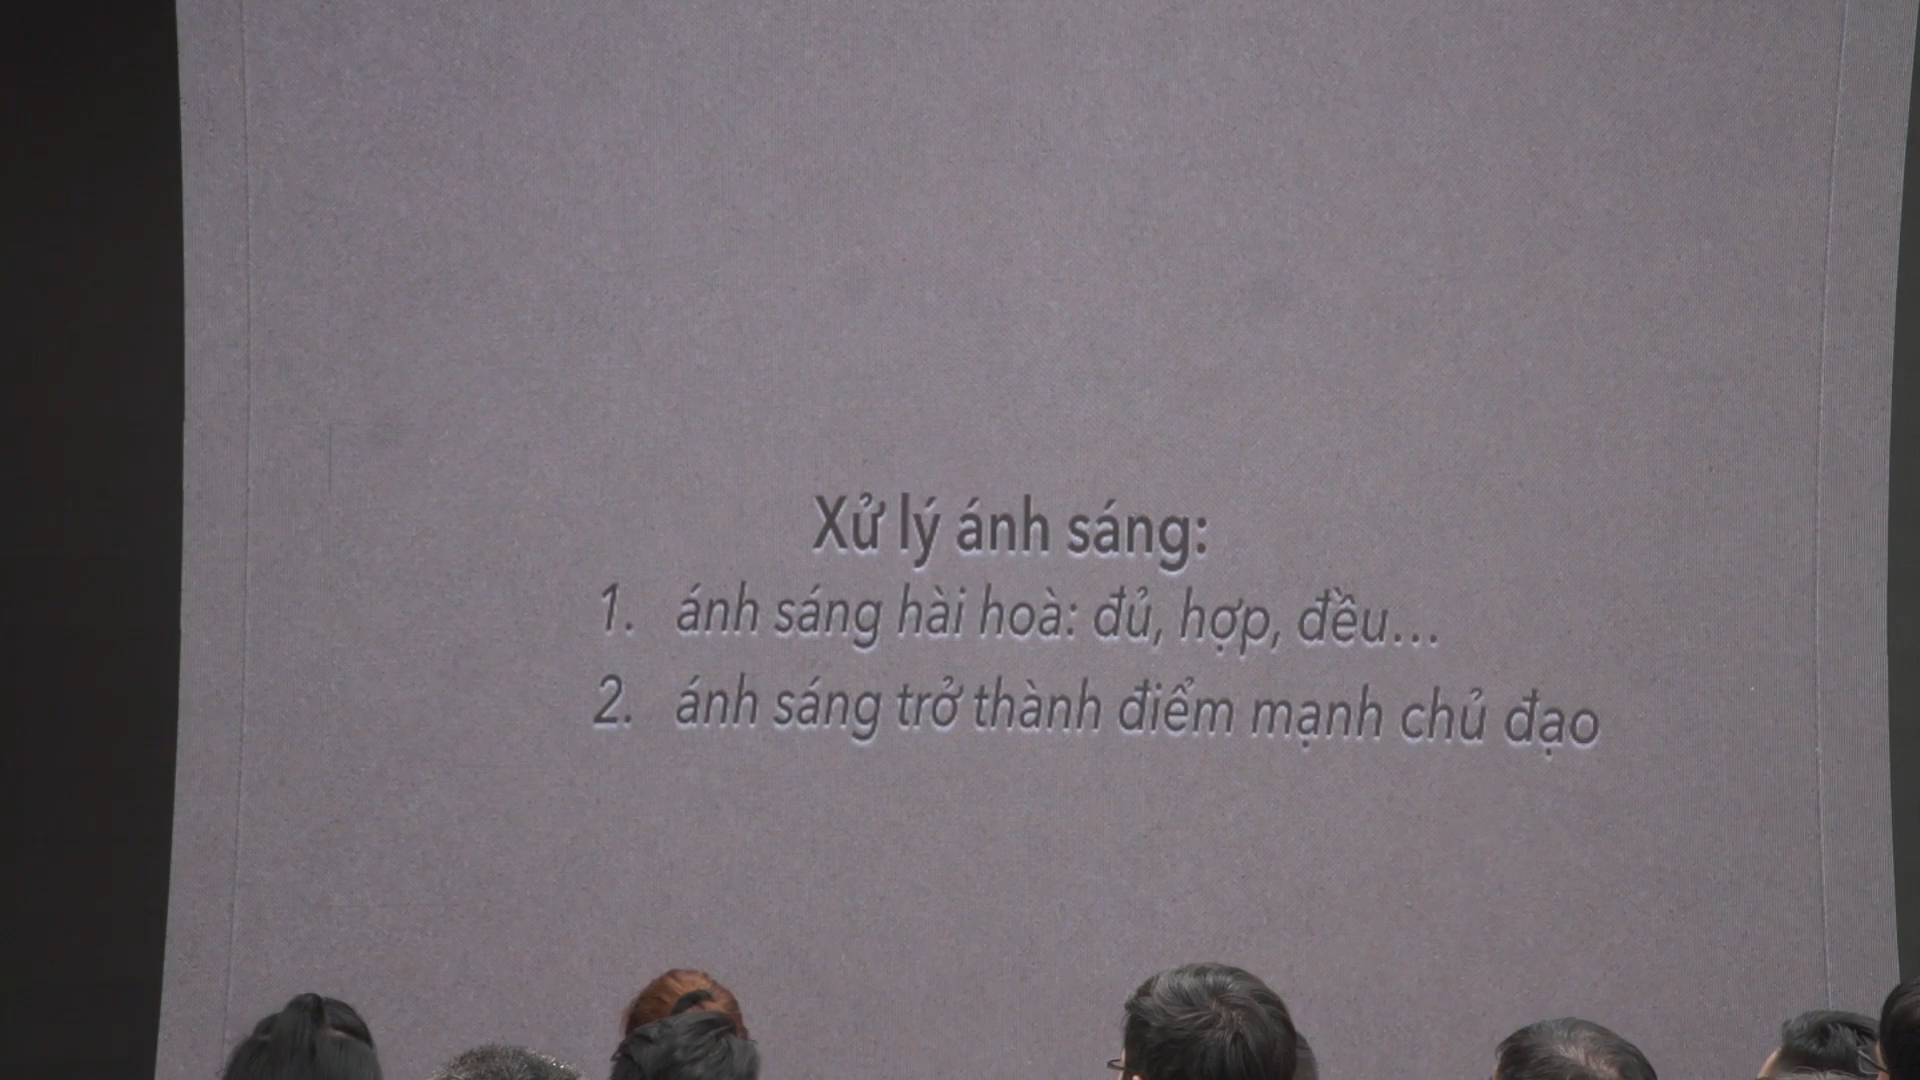 Xử lý ánh sáng:
1. ánh sáng hài hoà: đủ, hợp, đều...
2. ánh sáng trở thành điểm mạnh chủ đạo